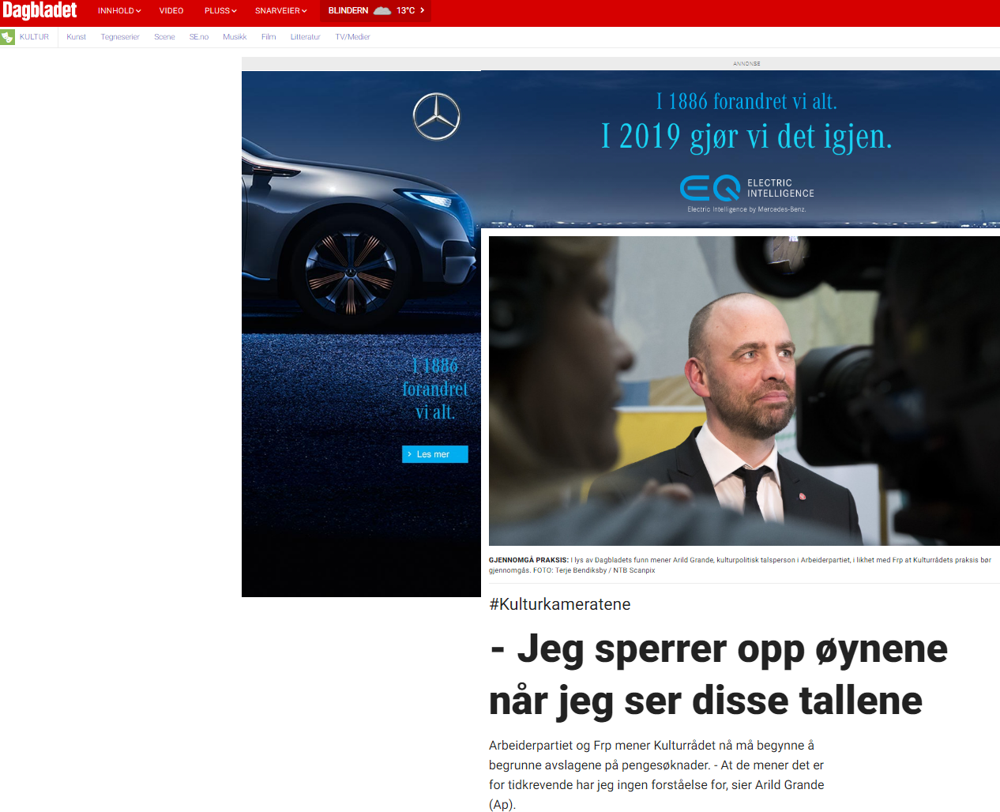 Dagbladet
INNHOLD
VIDEO
PLUSS
SNARVEIER
BLINDERN 13°C
KULTUR
Kunst
Tegneserier
Scene
SE.no
Musikk
Film
Litteratur
TV/Medier
ANNONSE
I 1886 forandret vi alt.
I 2019 gjør vi det igjen.
EQ
ELECTRIC
INTELLIGENCE
Electric Intelligence by Mercedes-Benz.
I 1886
forandret
vi alt.
Les mer
GJENNOMGÅ PRAKSIS: I lys av Dagbladets funn mener Arild Grande, kulturpolitisk talsperson i Arbeiderpartiet, i likhet med Frp at Kulturrådets praksis bør
gjennomgås. FOTO: Terje Bendiksby / NTB Scanpix
#Kulturkameratene
- Jeg sperrer opp øynene
når jeg ser disse tallene
Arbeiderpartiet og Frp mener Kulturrådet nå må begynne å
begrunne avslagene på pengesøknader. - At de mener det er
for tidkrevende har jeg ingen forståelse for, sier Arild Grande
(Ap).